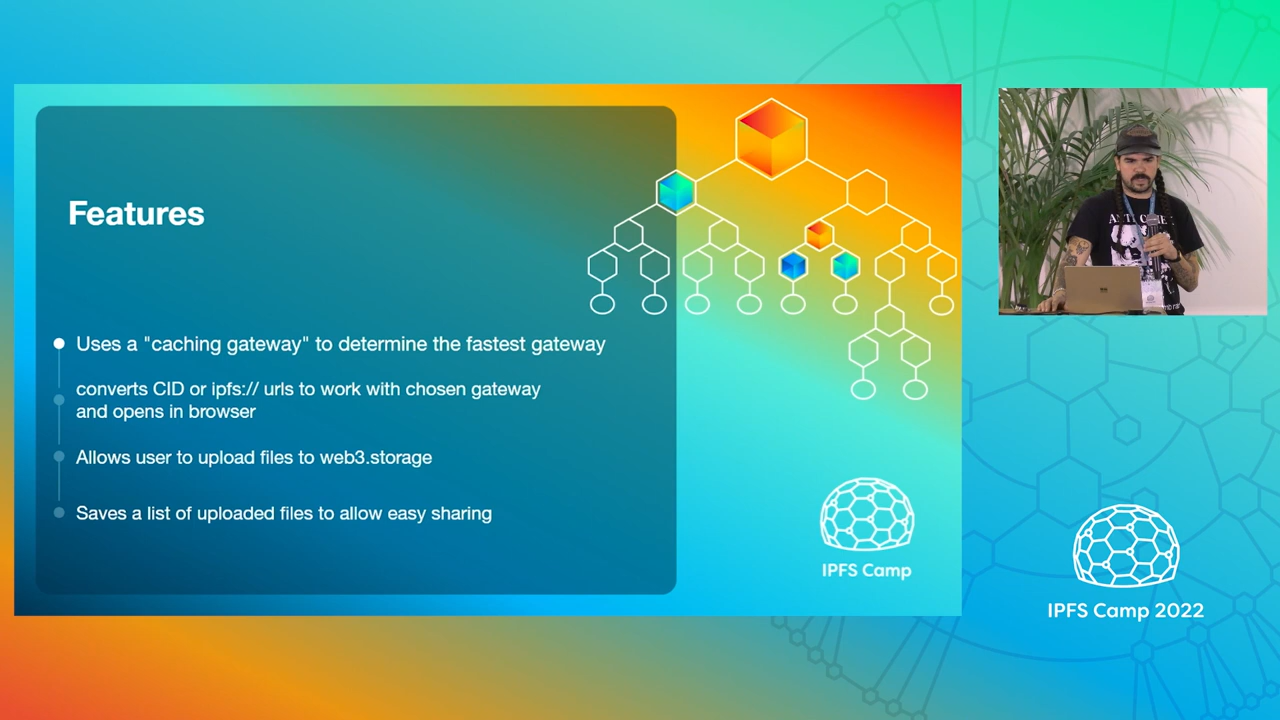 Features
Uses a "caching gateway" to determine the fastest gateway
converts CID or ipfs:// urls to work with chosen gateway
and opens in browser
Allows user to upload files to web3.storage
Saves a list of uploaded files to allow easy sharing
IPFS Camp
IPFS Camp 2022